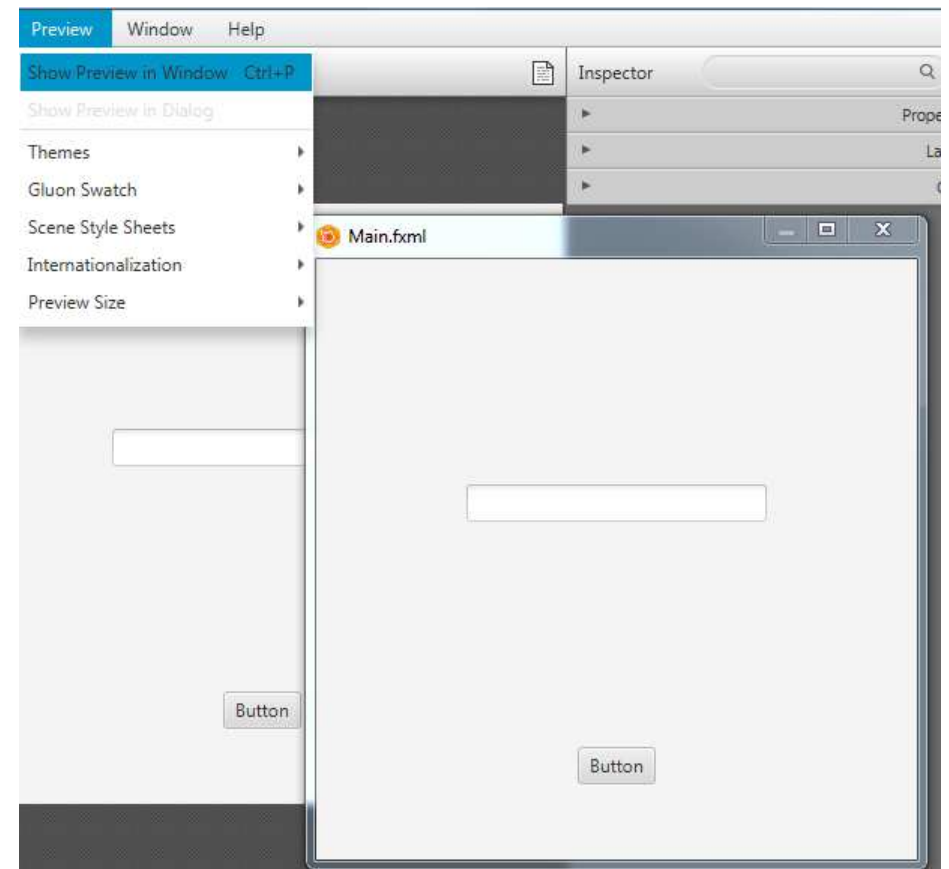 Preview Window Help
Show Preview in Window Ctrl+P
Inspector
Show Preview in Dialog
Themes
Gluon Swatch
Scene Style Sheets
Internationalization
Preview Size
Main.fxml
Button
Button